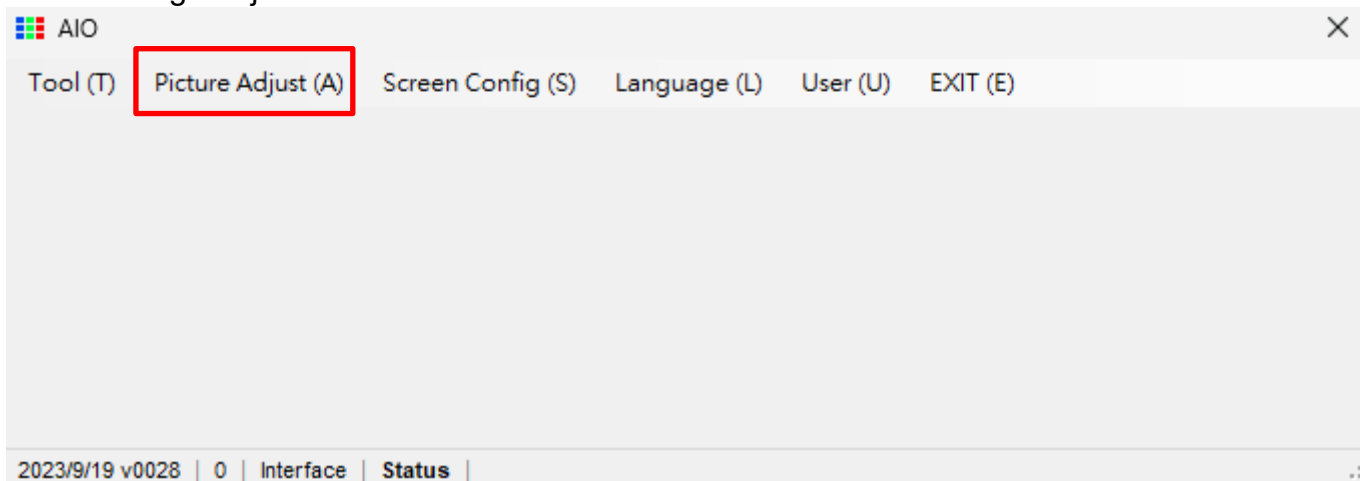 AIO
Tool (T) Picture Adjust (A) Screen Config (S) Language (L) User (U) EXIT (E)
2023/9/19 v0028 | 0 | Interface | Status |